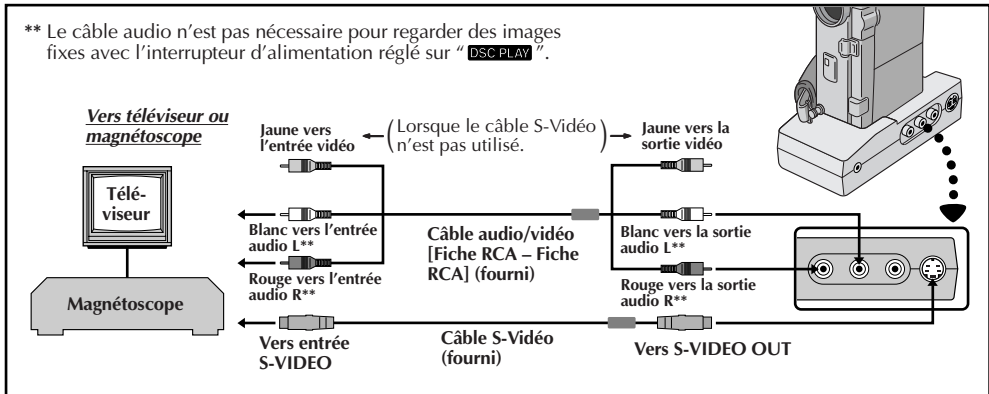 ** Le câble audio n'est pas nécessaire pour regarder des images
fixes avec l'interrupteur d'alimentation réglé sur " DSC PLAY ".
Vers téléviseur ou
magnétoscope
Jaune vers
l'entrée vidéo
(Lorsque le câble S-Vidéo
n'est pas utilisé.)
Jaune vers la
sortie vidéo
Télé-
viseur
Blanc vers l'entrée
audio L**
Câble audio/vidéo
[Fiche RCA – Fiche
RCA] (fourni)
Blanc vers la sortie
audio L**
Rouge vers l'entrée
audio R**
Rouge vers la sortie
audio R**
Magnétoscope
Vers entrée
S-VIDEO
Câble S-Vidéo
(fourni)
Vers S-VIDEO OUT